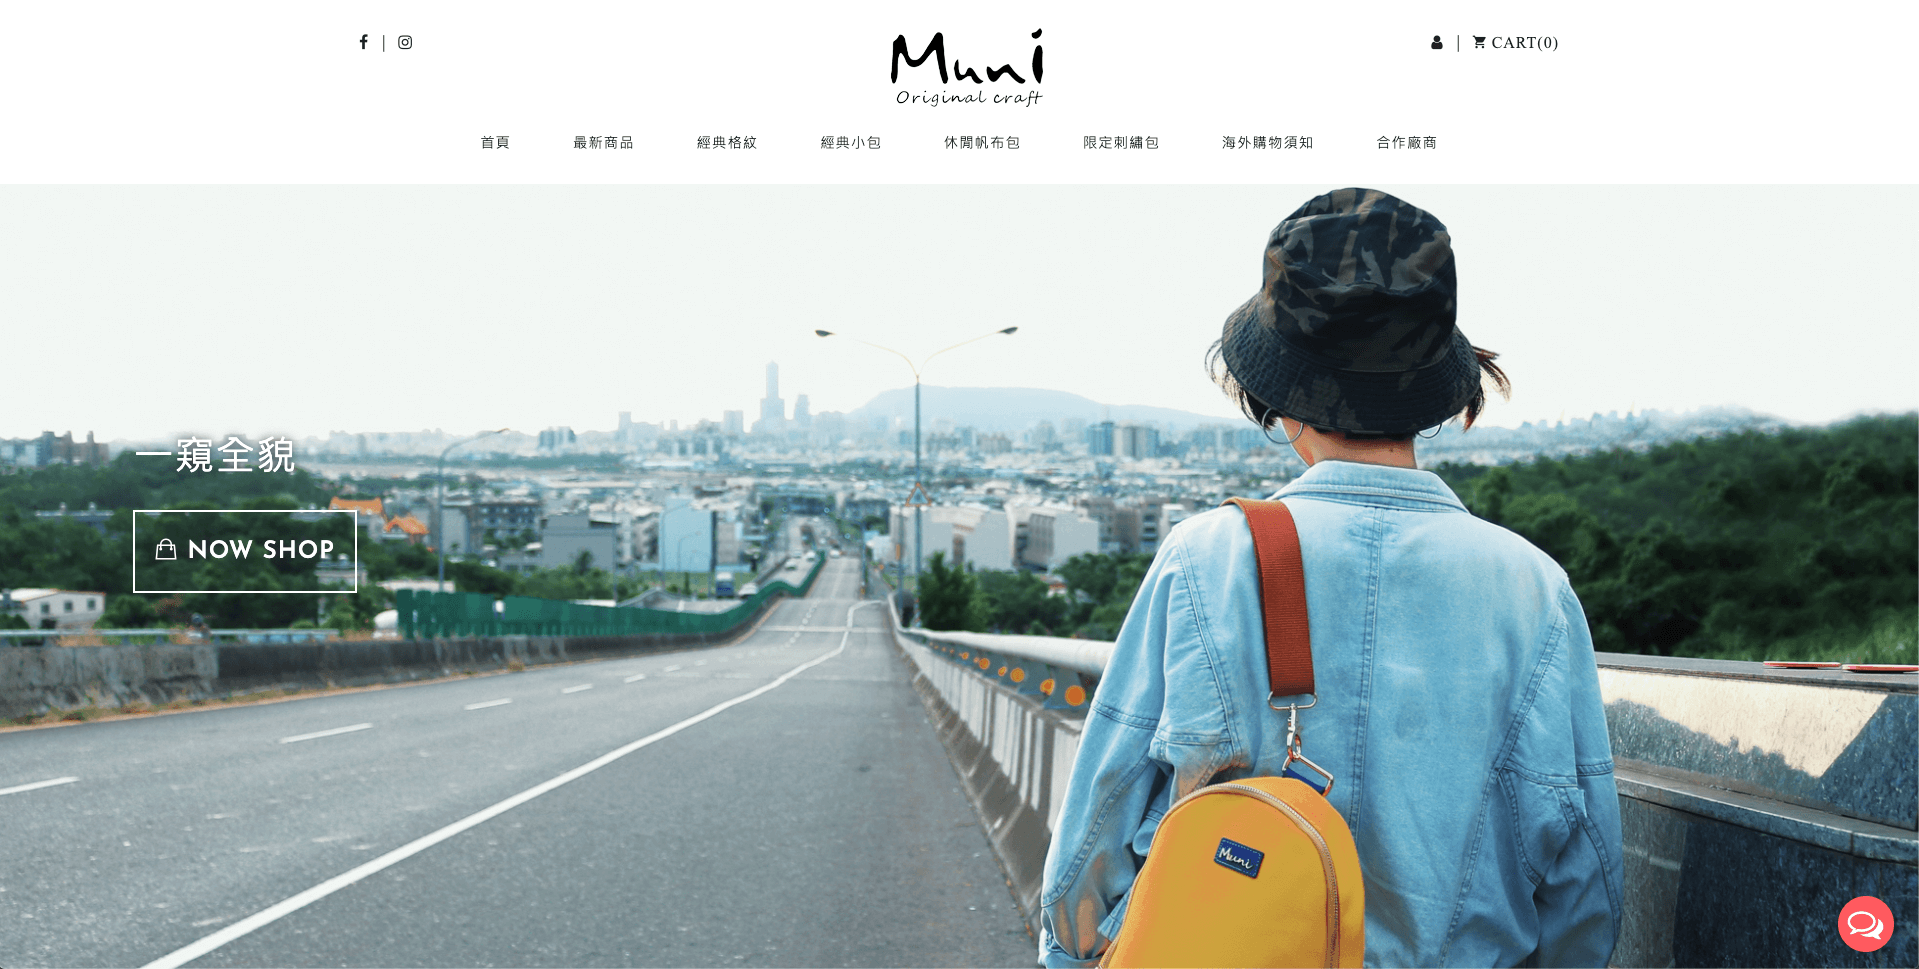 CART(0)
Muni
Original craft
首頁
最新商品
經典格紋
經典小包
休閒帆布包
限定刺繡包
海外購物須知
合作廠商
一窺全貌
NOW SHOP
Muni